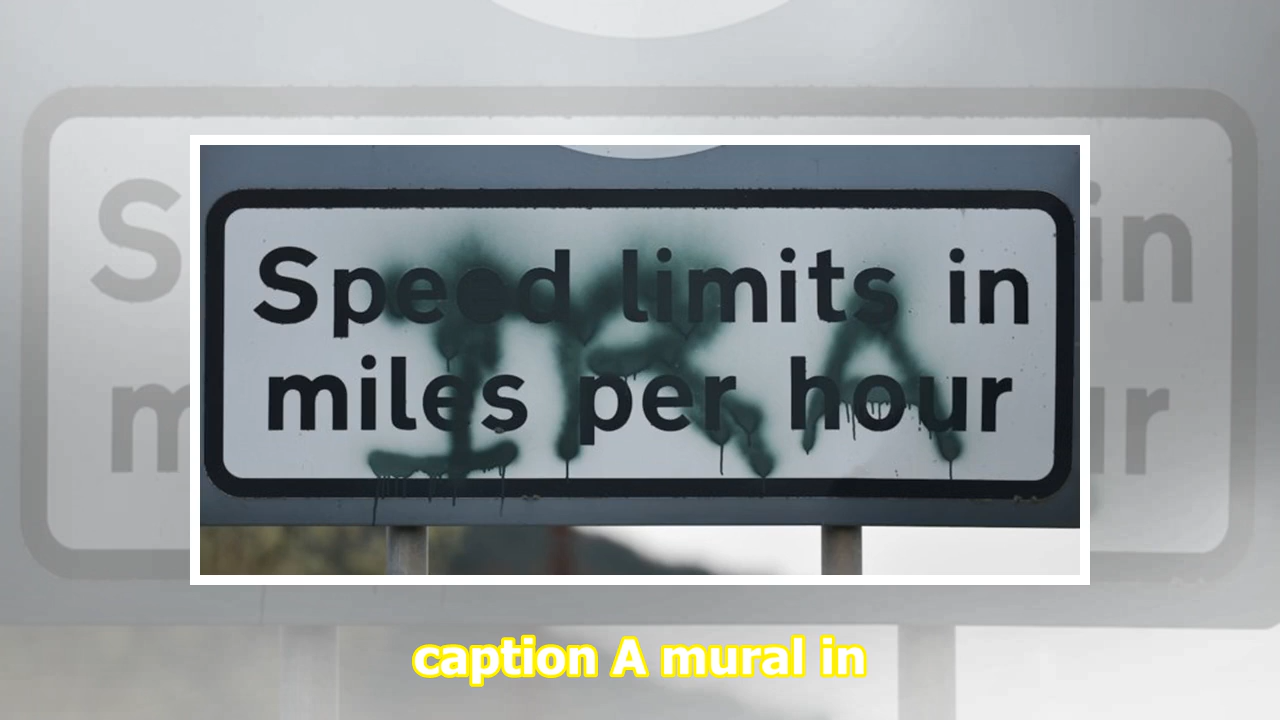 Speed limits in
miles per hour
IRA
caption A mural in